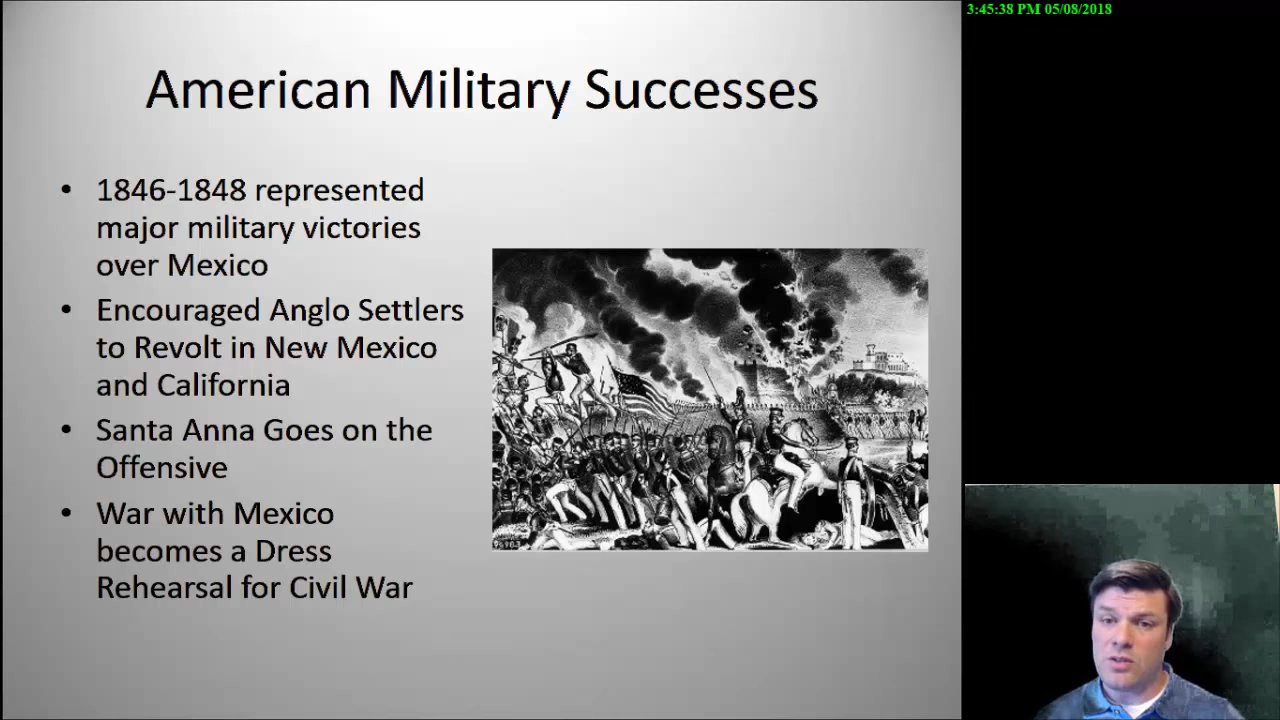 3:45:38 PM 05/08/2018
American Military Successes
• 1846-1848 represented
major military victories
over Mexico
• Encouraged Anglo Settlers
to Revolt in New Mexico
and California
• Santa Anna Goes on the
Offensive
• War with Mexico
becomes a Dress
Rehearsal for Civil War